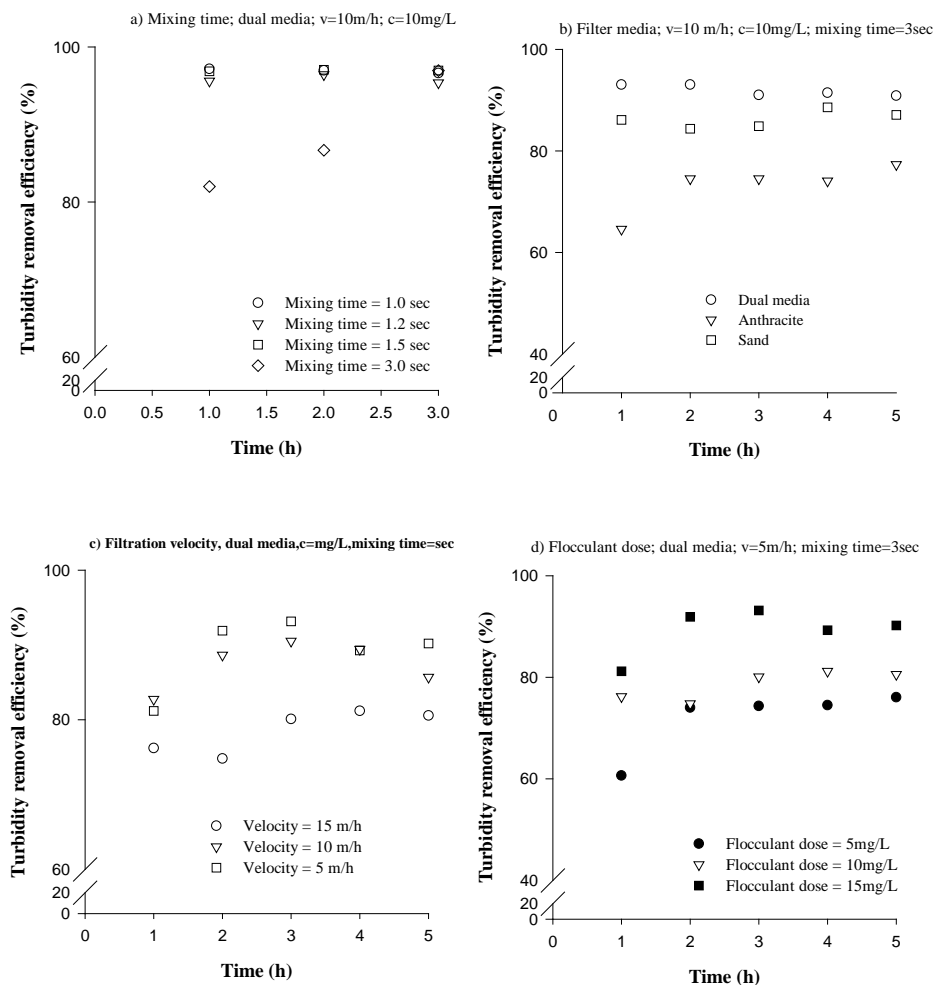 a) Mixing time; dual media, v=10m/h; c=10mg/L
Turbidity removal efficiency (%)
100
80
60
20
0
0.0 0.5 1.0 1.5 2.0 2.5 3.0
Time (h)
Mixing time = 1.0 sec
Mixing time = 1.2 sec
Mixing time = 1.5 sec
Mixing time = 3.0 sec
b) Filter media; v=10 m/h; c=10mg/L; mixing time=3sec
Turbidity removal efficiency (%)
100
80
60
40
20
0
0 1 2 3 4 5
Time (h)
Dual media
Anthracite
Sand
c) Filtration velocity, dual media,c=mg/L,mixing time=sec
Turbidity removal efficiency (%)
100
80
60
20
0
0 1 2 3 4 5
Time (h)
Velocity = 15 m/h
Velocity = 10 m/h
Velocity = 5 m/h
d) Flocculant dose; dual media; v=5m/h; mixing time=3sec
Turbidity removal efficiency (%)
100
80
60
40
20
0
0 1 2 3 4 5
Time (h)
Flocculant dose = 5mg/L
Flocculant dose = 10mg/L
Flocculant dose = 15mg/L